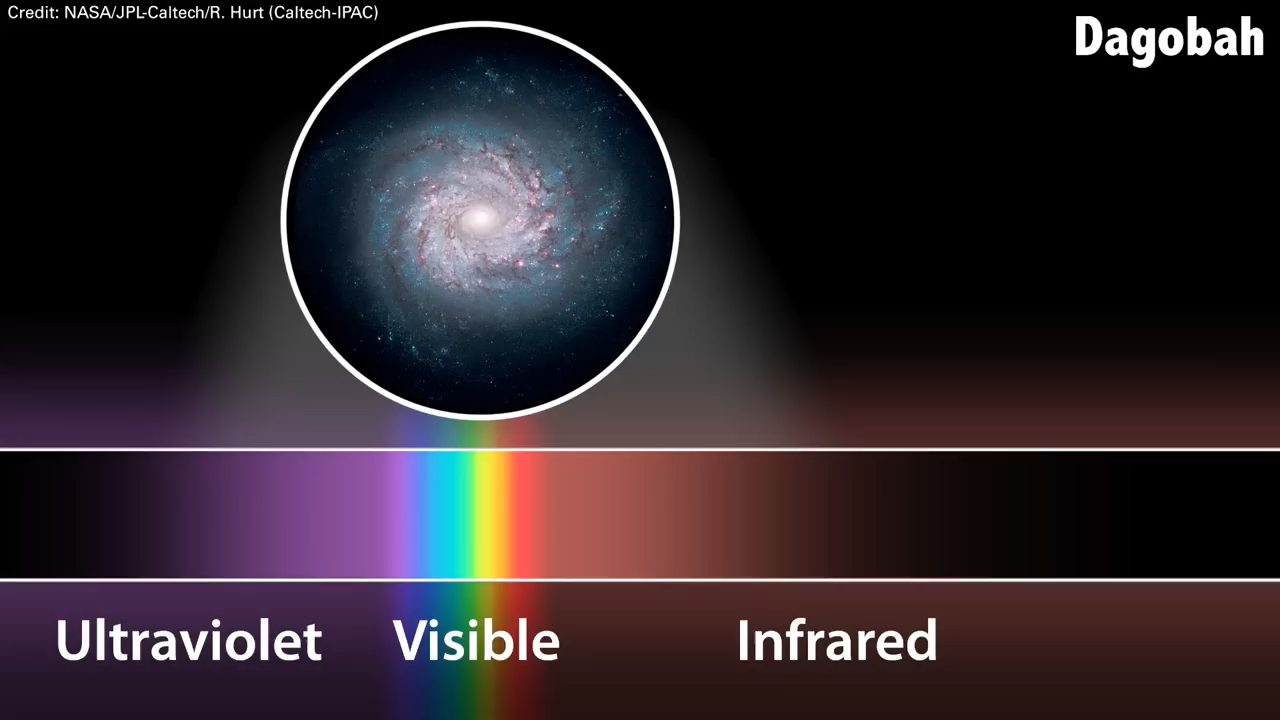 Credit: NASA/JPL-Caltech/R. Hurt (Caltech-IPAC)
Dagobah
Ultraviolet
Visible
Infrared